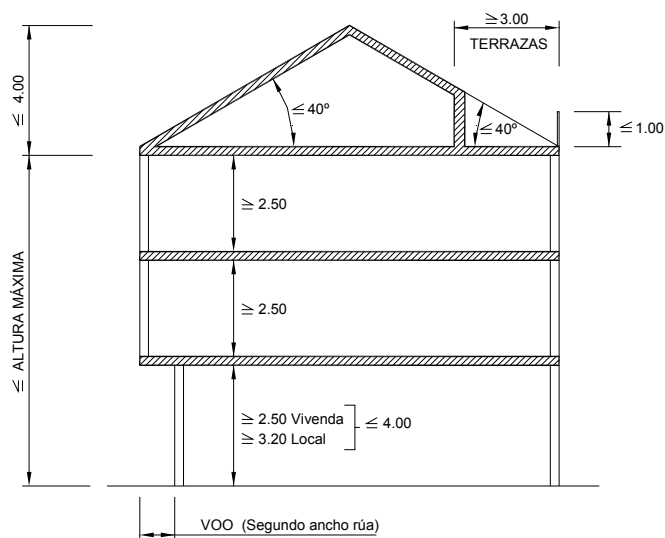 ≥ 3.00
TERRAZAS
≤ 4.00
≤ 40º
≤ 40º
≤ 1.00
≥ 2.50
≥ 2.50
≤ ALTURA MÁXIMA
≥ 2.50 Vivenda
≥ 3.20 Local
≤ 4.00
VOO (Segundo ancho rúa)